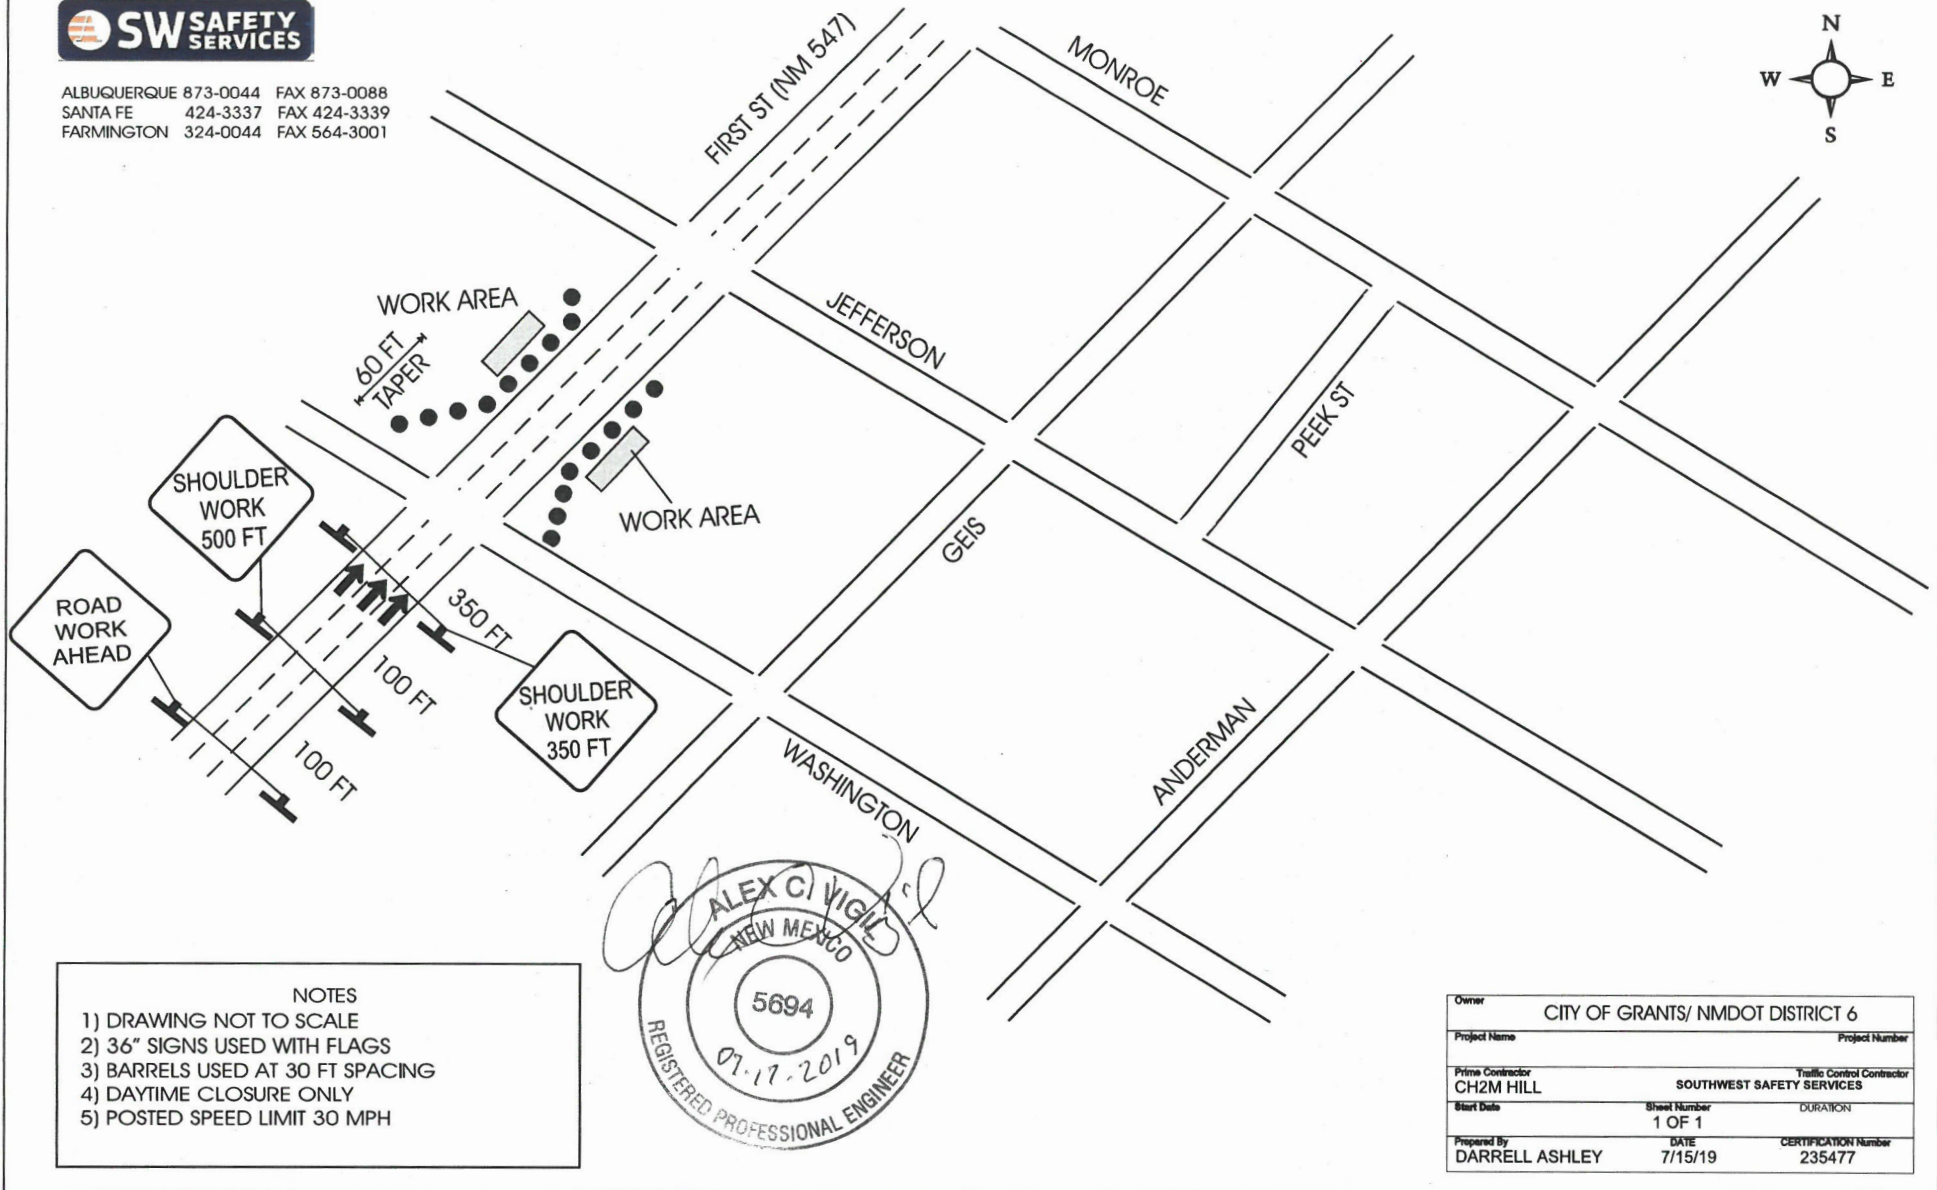 SW SAFETY SERVICES
ALBUQUERQUE 873-0044 FAX 873-0088
SANTA FE 424-3337 FAX 424-3339
FARMINGTON 324-0044 FAX 564-3001
FIRST ST (NM 547)
MONROE
N
W E
S
WORK AREA
60 FT
TAPER
JEFFERSON
PEEK ST
SHOULDER
WORK
500 FT
WORK AREA
GEIS
ROAD
WORK
AHEAD
350 FT
100 FT
100 FT
SHOULDER
WORK
350 FT
WASHINGTON
ANDERMAN
ALEX C. VIGIL
NEW MEXICO
5694
07-17-2019
REGISTERED PROFESSIONAL ENGINEER
NOTES
1) DRAWING NOT TO SCALE
2) 36" SIGNS USED WITH FLAGS
3) BARRELS USED AT 30 FT SPACING
4) DAYTIME CLOSURE ONLY
5) POSTED SPEED LIMIT 30 MPH
Owner
CITY OF GRANTS/ NMDOT DISTRICT 6
Project Name Project Number
Prime Contractor Traffic Control Contractor
CH2M HILL SOUTHWEST SAFETY SERVICES
Start Date Sheet Number DURATION
1 OF 1
Prepared By DATE CERTIFICATION Number
DARRELL ASHLEY 7/15/19 235477